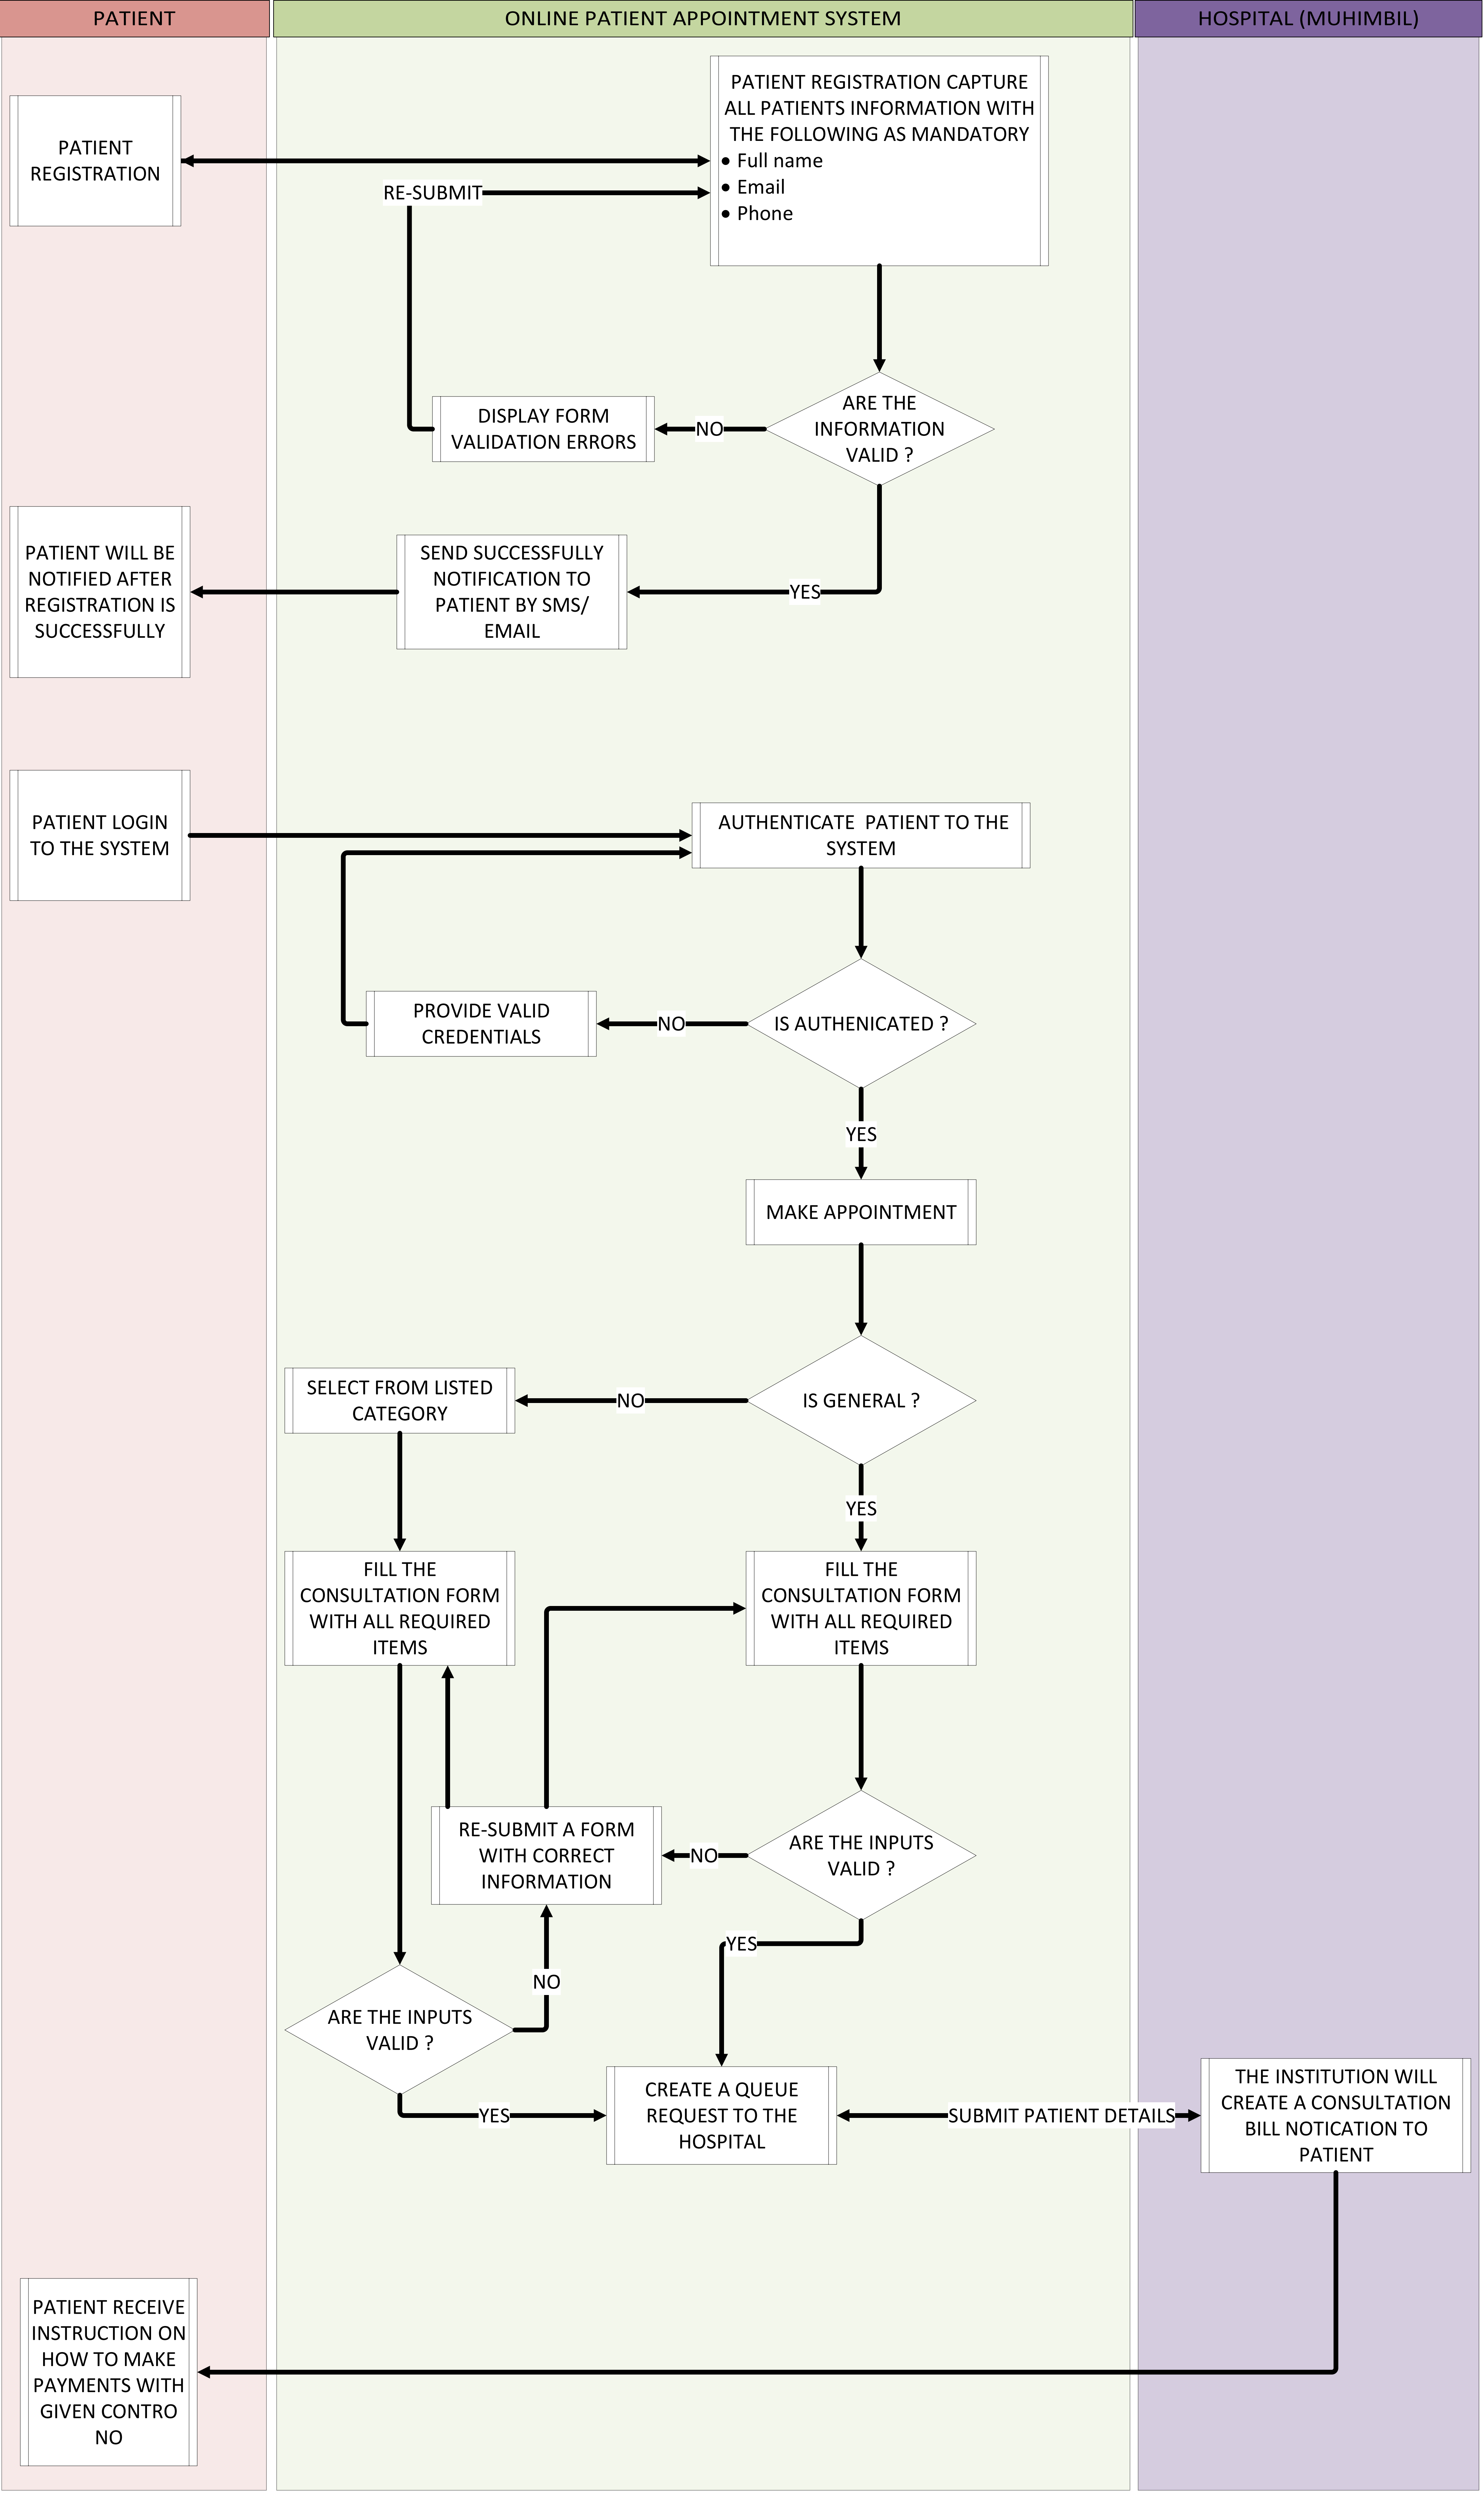 PATIENT
ONLINE PATIENT APPOINTMENT SYSTEM
HOSPITAL (MUHIMBIL)
PATIENT
REGISTRATION
PATIENT REGISTRATION CAPTURE
ALL PATIENTS INFORMATION WITH
THE FOLLOWING AS MANDATORY
• Full name
• Email
• Phone
RE-SUBMIT
ARE THE
INFORMATION
VALID ?
NO
DISPLAY FORM
VALIDATION ERRORS
YES
SEND SUCCESSFULLY
NOTIFICATION TO
PATIENT BY SMS/
EMAIL
PATIENT WILL BE
NOTIFIED AFTER
REGISTRATION IS
SUCCESSFULLY
PATIENT LOGIN
TO THE SYSTEM
AUTHENTICATE PATIENT TO THE
SYSTEM
IS AUTHENICATED ?
NO
PROVIDE VALID
CREDENTIALS
YES
MAKE APPOINTMENT
IS GENERAL ?
NO
SELECT FROM LISTED
CATEGORY
YES
FILL THE
CONSULTATION FORM
WITH ALL REQUIRED
ITEMS
FILL THE
CONSULTATION FORM
WITH ALL REQUIRED
ITEMS
ARE THE INPUTS
VALID ?
NO
RE-SUBMIT A FORM
WITH CORRECT
INFORMATION
YES
NO
ARE THE INPUTS
VALID ?
YES
CREATE A QUEUE
REQUEST TO THE
HOSPITAL
SUBMIT PATIENT DETAILS
THE INSTITUTION WILL
CREATE A CONSULTATION
BILL NOTICATION TO
PATIENT
PATIENT RECEIVE
INSTRUCTION ON
HOW TO MAKE
PAYMENTS WITH
GIVEN CONTRO
NO